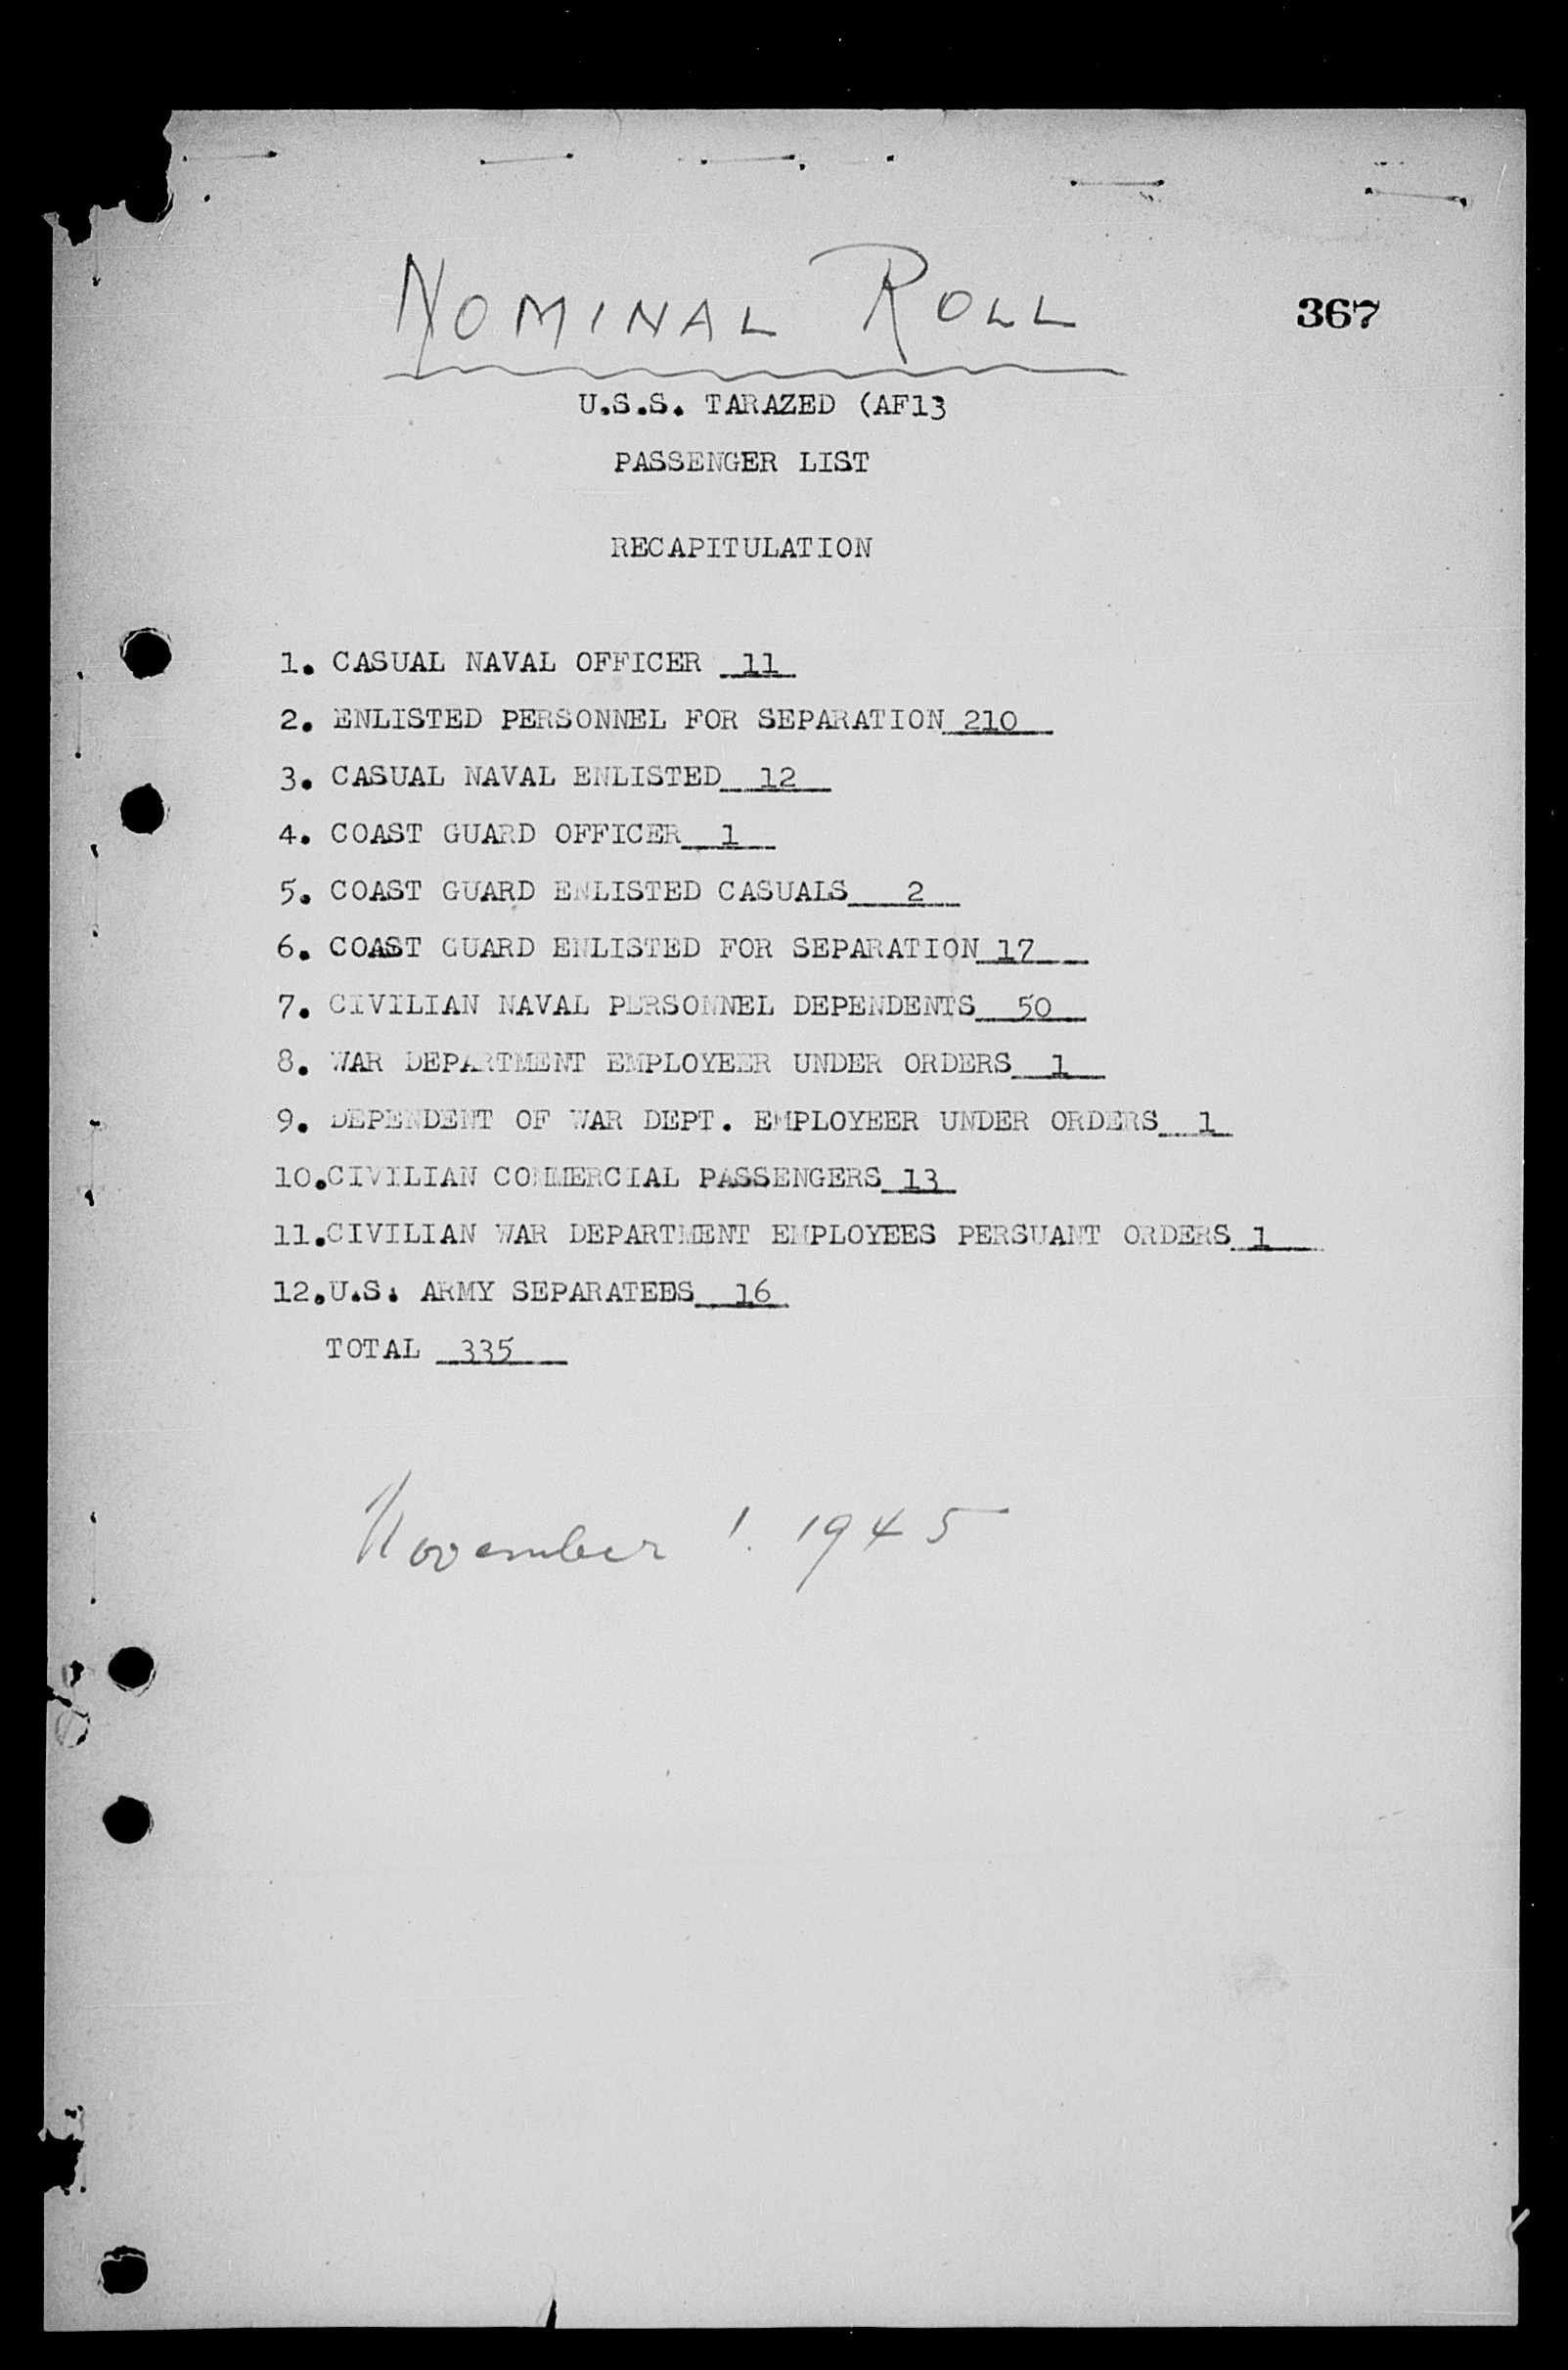 NOMINAL ROLL
367
U.S.S. TARAZED (AF13
PASSENGER LIST
RECAPITULATION
1. CASUAL NAVAL OFFICER 11
2. ENLISTED PERSONNEL FOR SEPARATION 210
3. CASUAL NAVAL ENLISTED 12
4. COAST GUARD OFFICER 1
5. COAST GUARD ENLISTED CASUALS 2
6. COAST GUARD ENLISTED FOR SEPARATION 17
7. CIVILIAN NAVAL PERSONNEL DEPENDENTS 50
8. WAR DEPARTMENT EMPLOYEER UNDER ORDERS 1
9. DEPENDENT OF WAR DEPT. EMPLOYEER UNDER ORDERS 1
10.CIVILIAN COMMERCIAL PASSENGERS 13
11.CIVILIAN WAR DEPARTMENT EMPLOYEES PERSUANT ORDERS 1
12.U.S. ARMY SEPARATEES 16
TOTAL 335
November 1. 1945